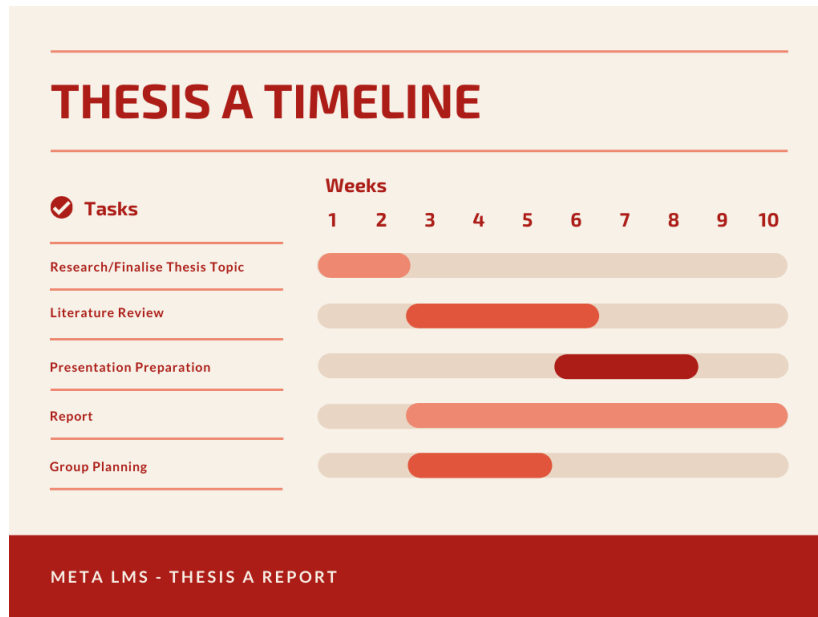 THESIS A TIMELINE
Weeks
Tasks
1 2 3 4 5 6 7 8 9 10
Research/Finalise Thesis Topic
Literature Review
Presentation Preparation
Report
Group Planning
META LMS - THESIS A REPORT